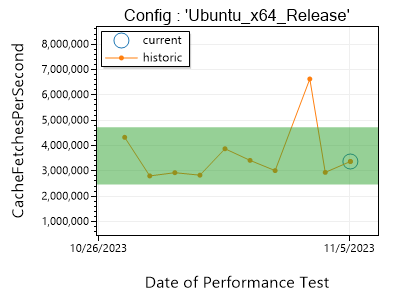 Config : 'Ubuntu_x64_Release'
current
historic
CacheFetchesPerSecond
8,000,000
7,000,000
6,000,000
5,000,000
4,000,000
3,000,000
2,000,000
1,000,000
10/26/2023
11/5/2023
Date of Performance Test